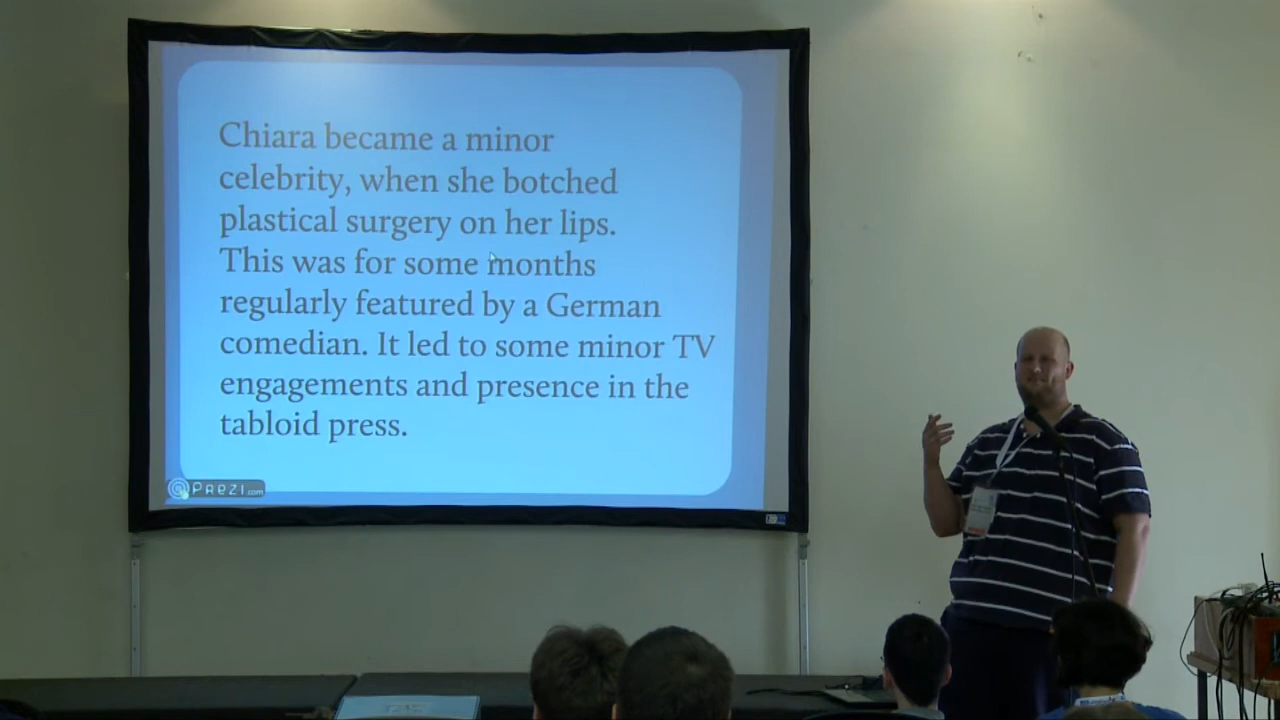 Chiara became a minor
celebrity, when she botched
plastical surgery on her lips.
This was for some months
regularly featured by a German
comedian. It led to some minor TV
engagements and presence in the
tabloid press.
Prezi.com